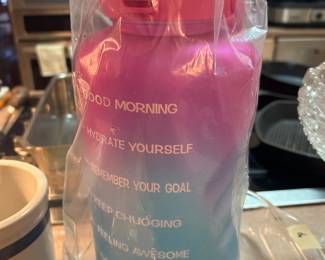 GOOD MORNING
HYDRATE YOURSELF
REMEMBER YOUR GOAL
KEEP CHUGGING
FEELING AWESOME